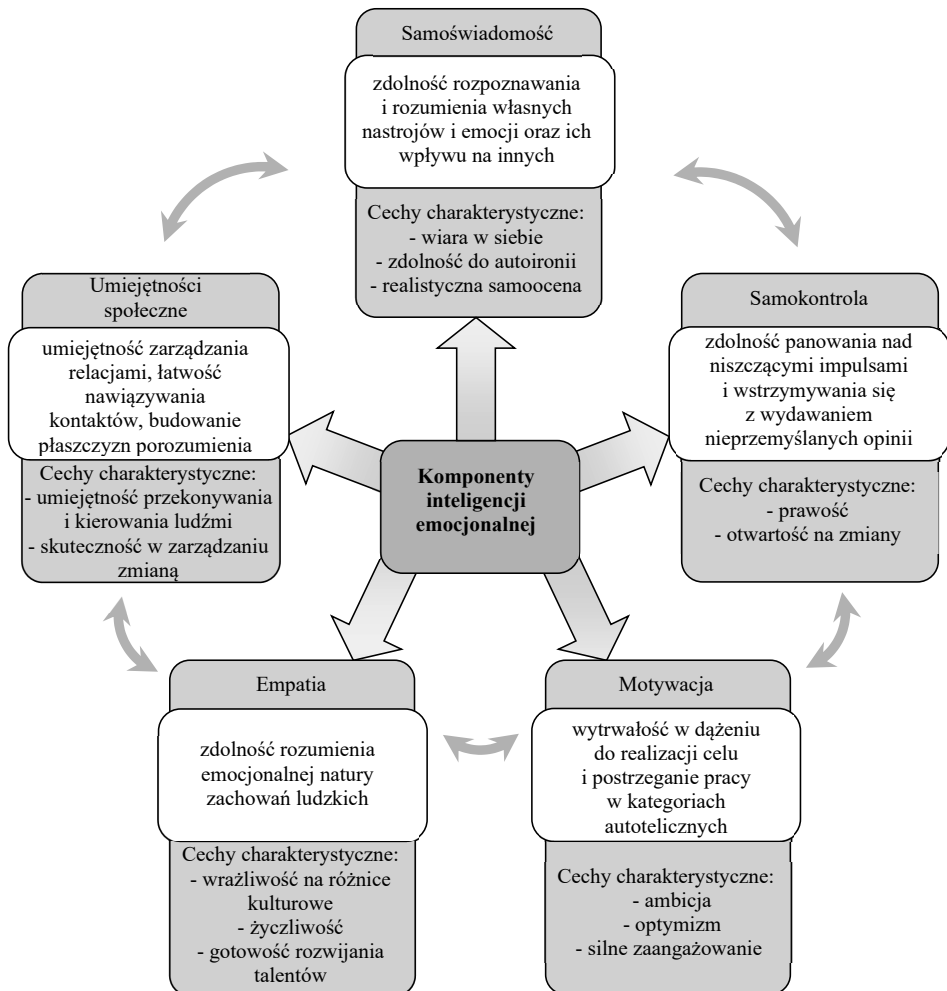 Samoświadomość
zdolność rozpoznawania
i rozumienia własnych
nastrojów i emocji oraz ich
wpływu na innych
Cechy charakterystyczne:
- wiara w siebie
- zdolność do autoironii
- realistyczna samoocena
Umiejętności
społeczne
umiejętność zarządzania
relacjami, łatwość
nawiązywania
kontaktów, budowanie
płaszczyzn porozumienia
Cechy charakterystyczne:
- umiejętność przekonywania
i kierowania ludźmi
- skuteczność w zarządzaniu
zmianą
Samokontrola
zdolność panowania nad
niszczącymi impulsami
i wstrzymywania się
z wydawaniem
nieprzemyślanych opinii
Cechy charakterystyczne:
- prawość
- otwartość na zmiany
Komponenty
inteligencji
emocjonalnej
Empatia
zdolność rozumienia
emocjonalnej natury
zachowań ludzkich
Cechy charakterystyczne:
- wrażliwość na różnice
kulturowe
- życzliwość
- gotowość rozwijania
talentów
Motywacja
wytrwałość w dążeniu
do realizacji celu
i postrzeganie pracy
w kategoriach
autotelicznych
Cechy charakterystyczne:
- ambicja
- optymizm
- silne zaangażowanie